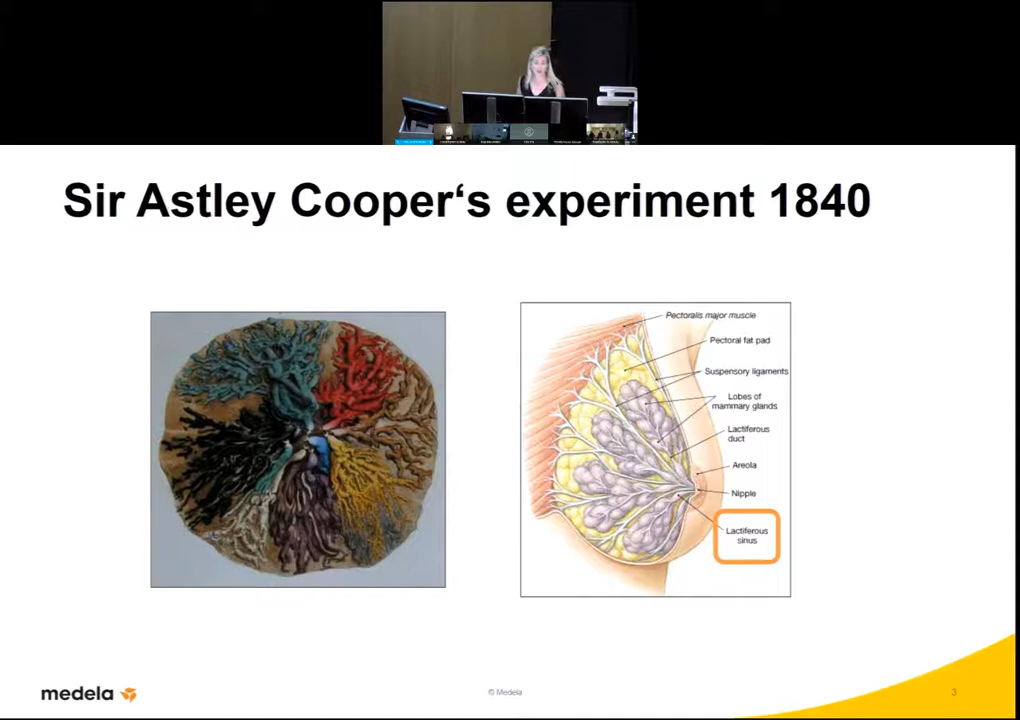 Sir Astley Cooper‘s experiment 1840
Pectoralis major muscle
Pectoral fat pad
Suspensory ligaments
Lobes of
mammary glands
Lactiferous
duct
Areola
Nipple
Lactiferous
sinus
medela
© Medela
3